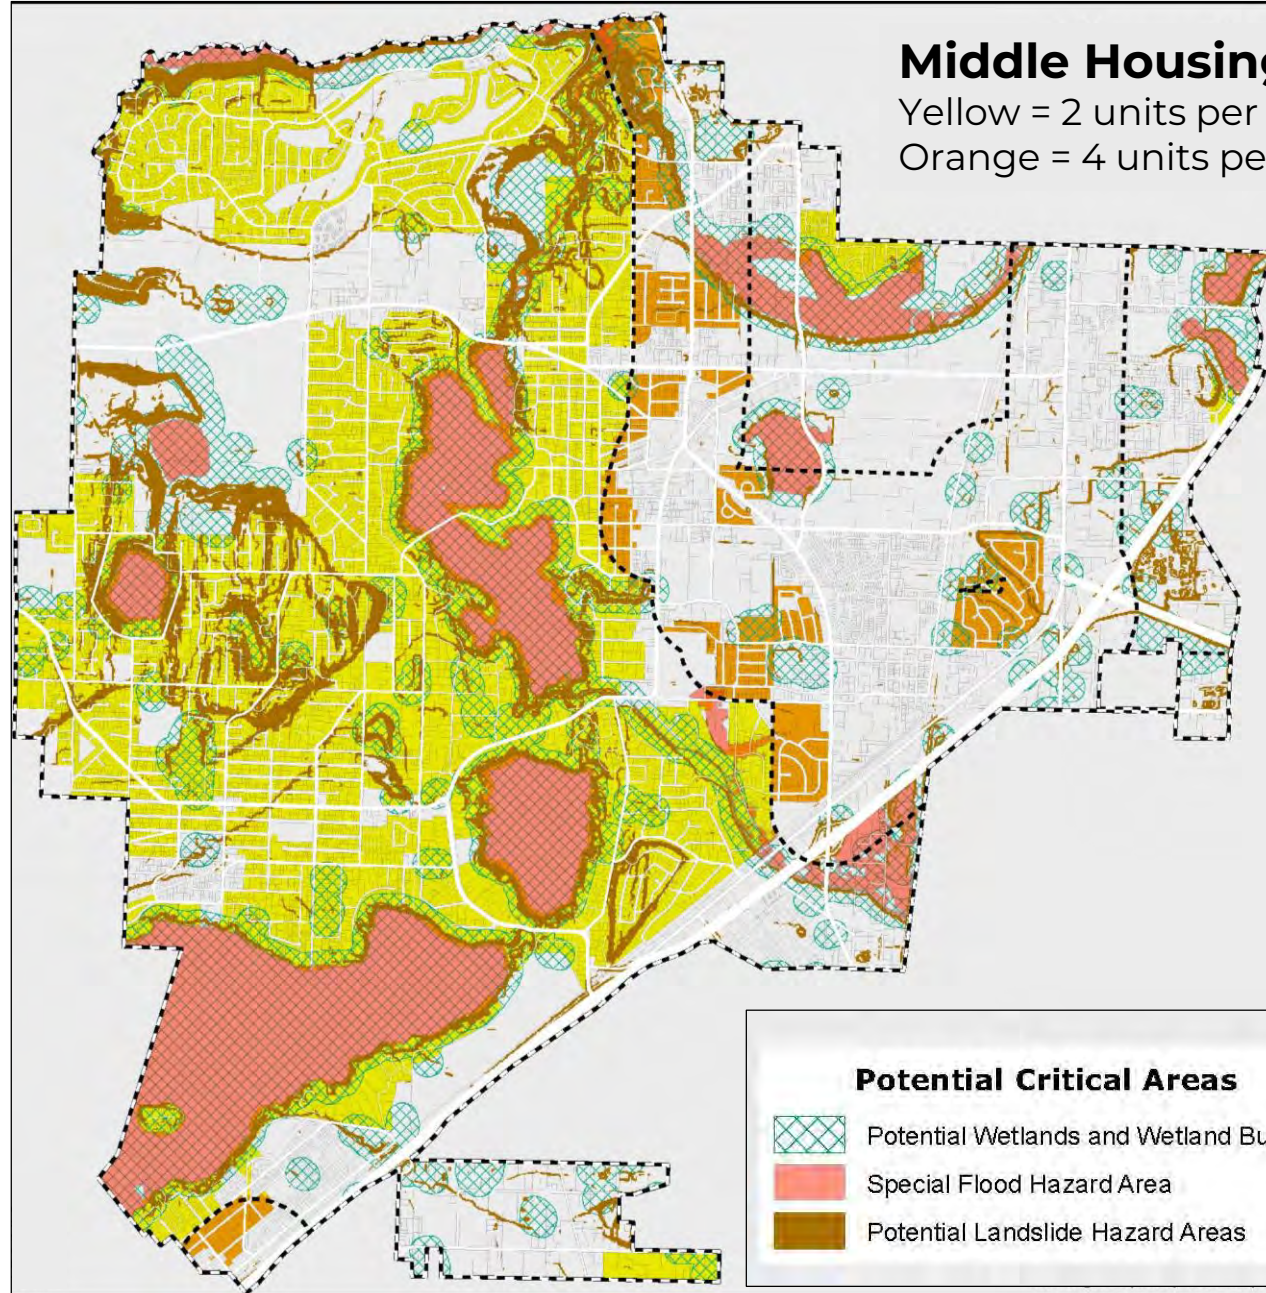 Middle Housing
Yellow = 2 units per
Orange = 4 units pe
Potential Critical Areas
Potential Wetlands and Wetland Bu
Special Flood Hazard Area
Potential Landslide Hazard Areas